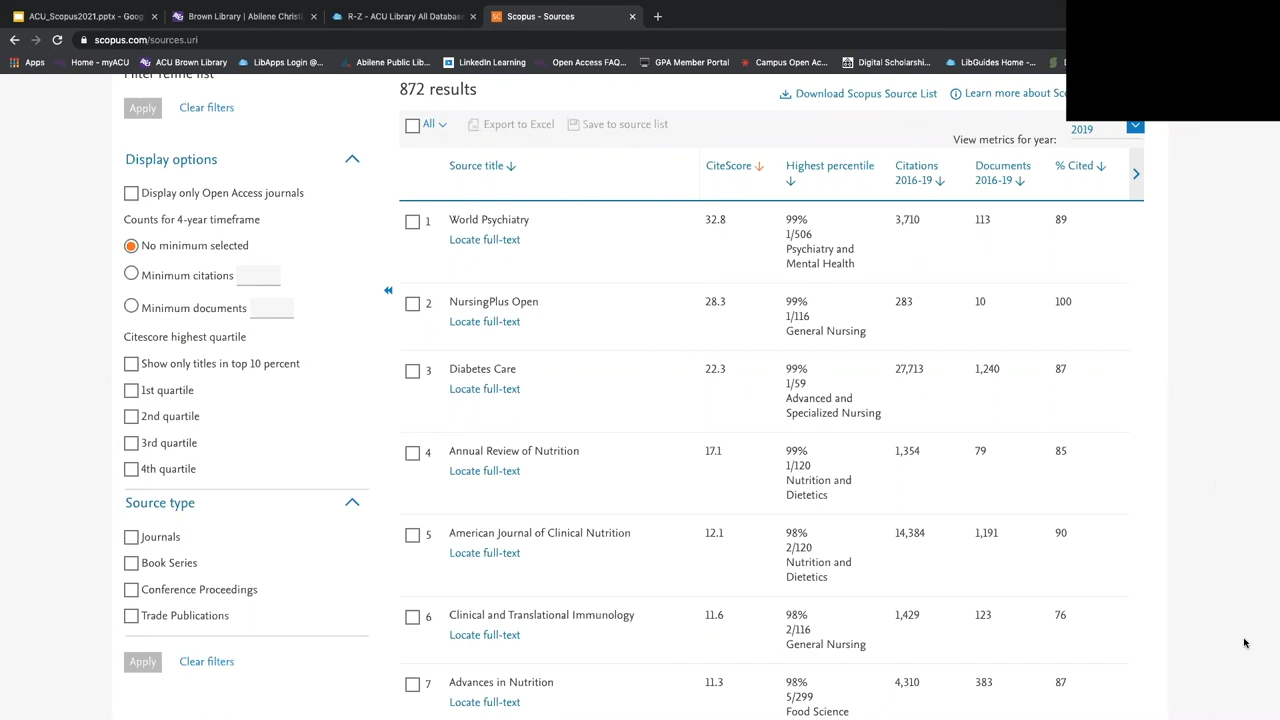 ACU_Scopus2021.pptx - Goog
Brown Library | Abilene Christi
R-Z - ACU Library All Databas
Scopus - Sources
scopus.com/sources.uri
Apps
Home - myACU
ACU Brown Library
LibApps Login @...
Abilene Public Lib...
LinkedIn Learning
Open Access FAQ...
GPA Member Portal
Campus Open Ac...
Digital Scholarshi...
LibGuides Home -...
Filter refine list
Apply
Clear filters
Display options
Display only Open Access journals
Counts for 4-year timeframe
No minimum selected
Minimum citations
Minimum documents
Citescore highest quartile
Show only titles in top 10 percent
1st quartile
2nd quartile
3rd quartile
4th quartile
Source type
Journals
Book Series
Conference Proceedings
Trade Publications
Apply
Clear filters
872 results
Download Scopus Source List
Learn more about Sco
All
Export to Excel
Save to source list
View metrics for year:
2019
Source title
CiteScore
Highest percentile
Citations
2016-19
Documents
2016-19
% Cited
1
World Psychiatry
Locate full-text
32.8
99%
1/506
Psychiatry and
Mental Health
3,710
113
89
2
NursingPlus Open
Locate full-text
28.3
99%
1/116
General Nursing
283
10
100
3
Diabetes Care
Locate full-text
22.3
99%
1/59
Advanced and
Specialized Nursing
27,713
1,240
87
4
Annual Review of Nutrition
Locate full-text
17.1
99%
1/120
Nutrition and
Dietetics
1,354
79
85
5
American Journal of Clinical Nutrition
Locate full-text
12.1
98%
2/120
Nutrition and
Dietetics
14,384
1,191
90
6
Clinical and Translational Immunology
Locate full-text
11.6
98%
2/116
General Nursing
1,429
123
76
7
Advances in Nutrition
Locate full-text
11.3
98%
5/299
Food Science
4,310
383
87